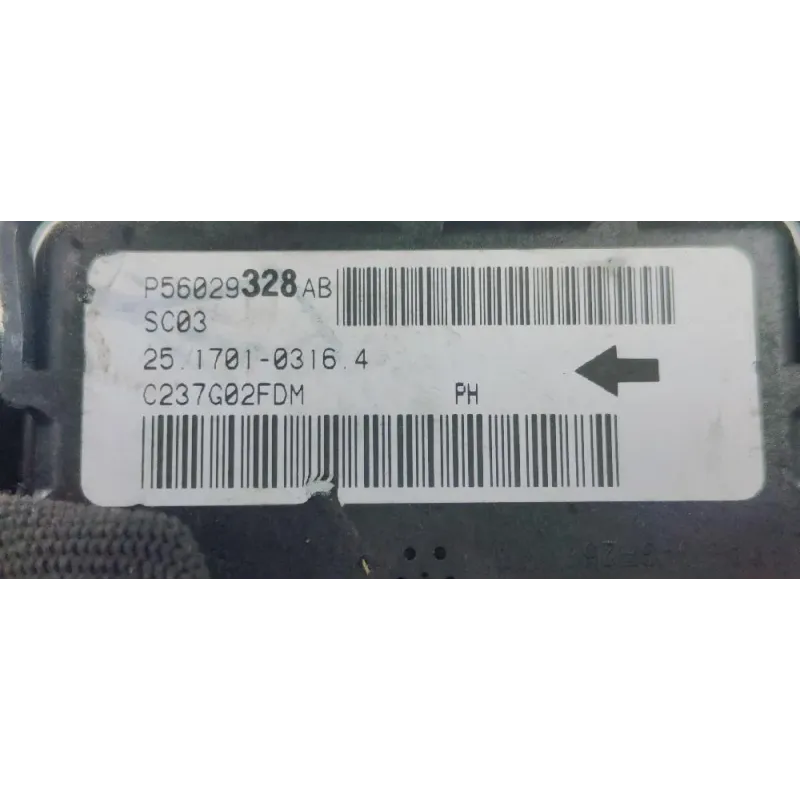 P56029328AB
SC03
25.1701-0316.4
C237G02FDM PH